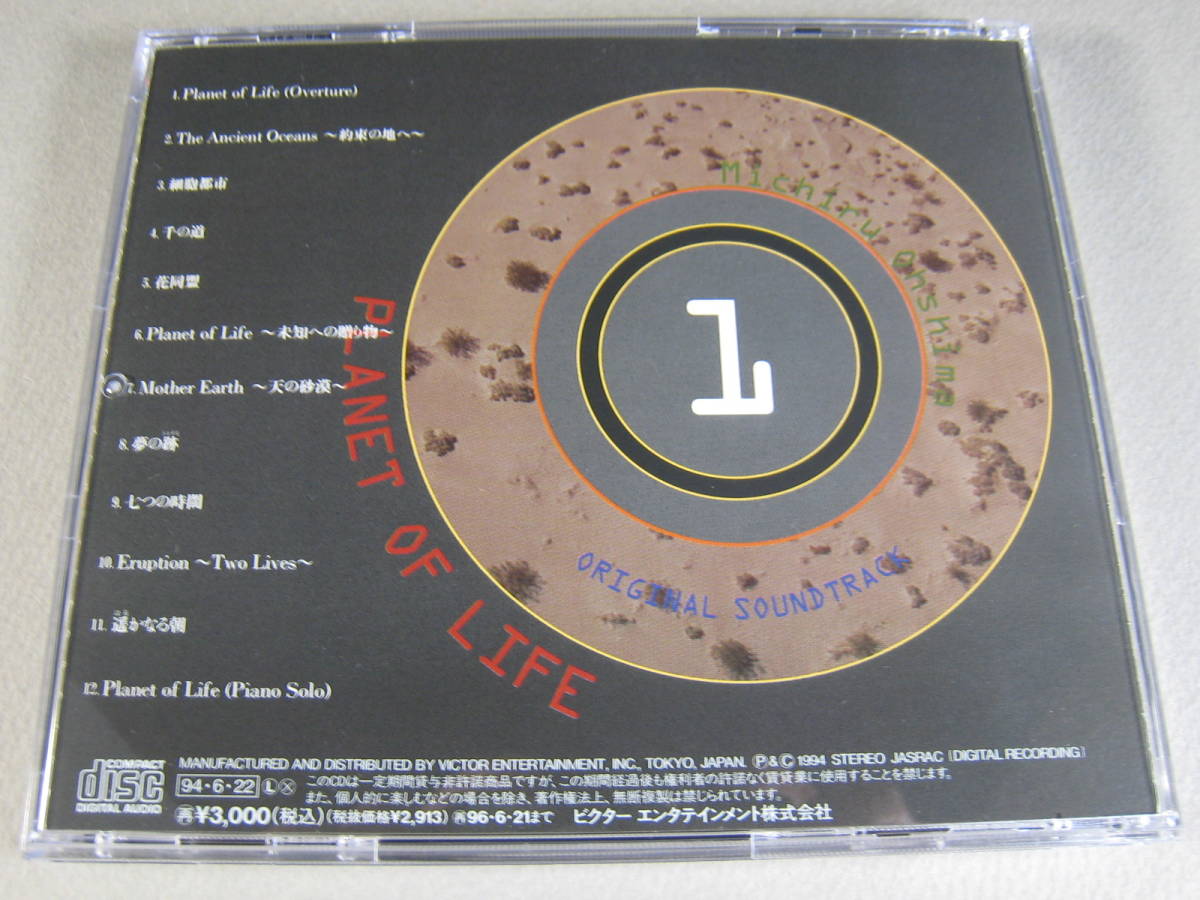 1. Planet of Life (Overture)
2. The Ancient Oceans ～約束の地へ～
3. 細胞都市
4. 千の道
5. 花同盟
6. Planet of Life ～未知への贈り物～
7. Mother Earth ～天の砂漠～
8. 夢の跡
9. 七つの時間
10. Eruption ～Two Lives～
11. 遥かなる朝
12. Planet of Life (Piano Solo)
Michiru Ohshima
1
PLANET OF LIFE
ORIGINAL SOUNDTRACK
COMPACT
disc
DIGITAL AUDIO
MANUFACTURED AND DISTRIBUTED BY VICTOR ENTERTAINMENT, INC., TOKYO, JAPAN. Ⓟ&Ⓒ 1994 STEREO JASRAC [DIGITAL RECORDING]
94・6・22 Ⓛ Ⓧ このCDは一定期間貸与非許諾商品ですが、この期間経過後も権利者の許諾なく賃貸業に使用することを禁じます。
また、個人的に楽しむなどの場合を除き、著作権法上、無断複製は禁じられています。
㊢¥3,000(税込)(税抜価格¥2,913) ㊢96・6・21まで ビクター エンタテインメント株式会社